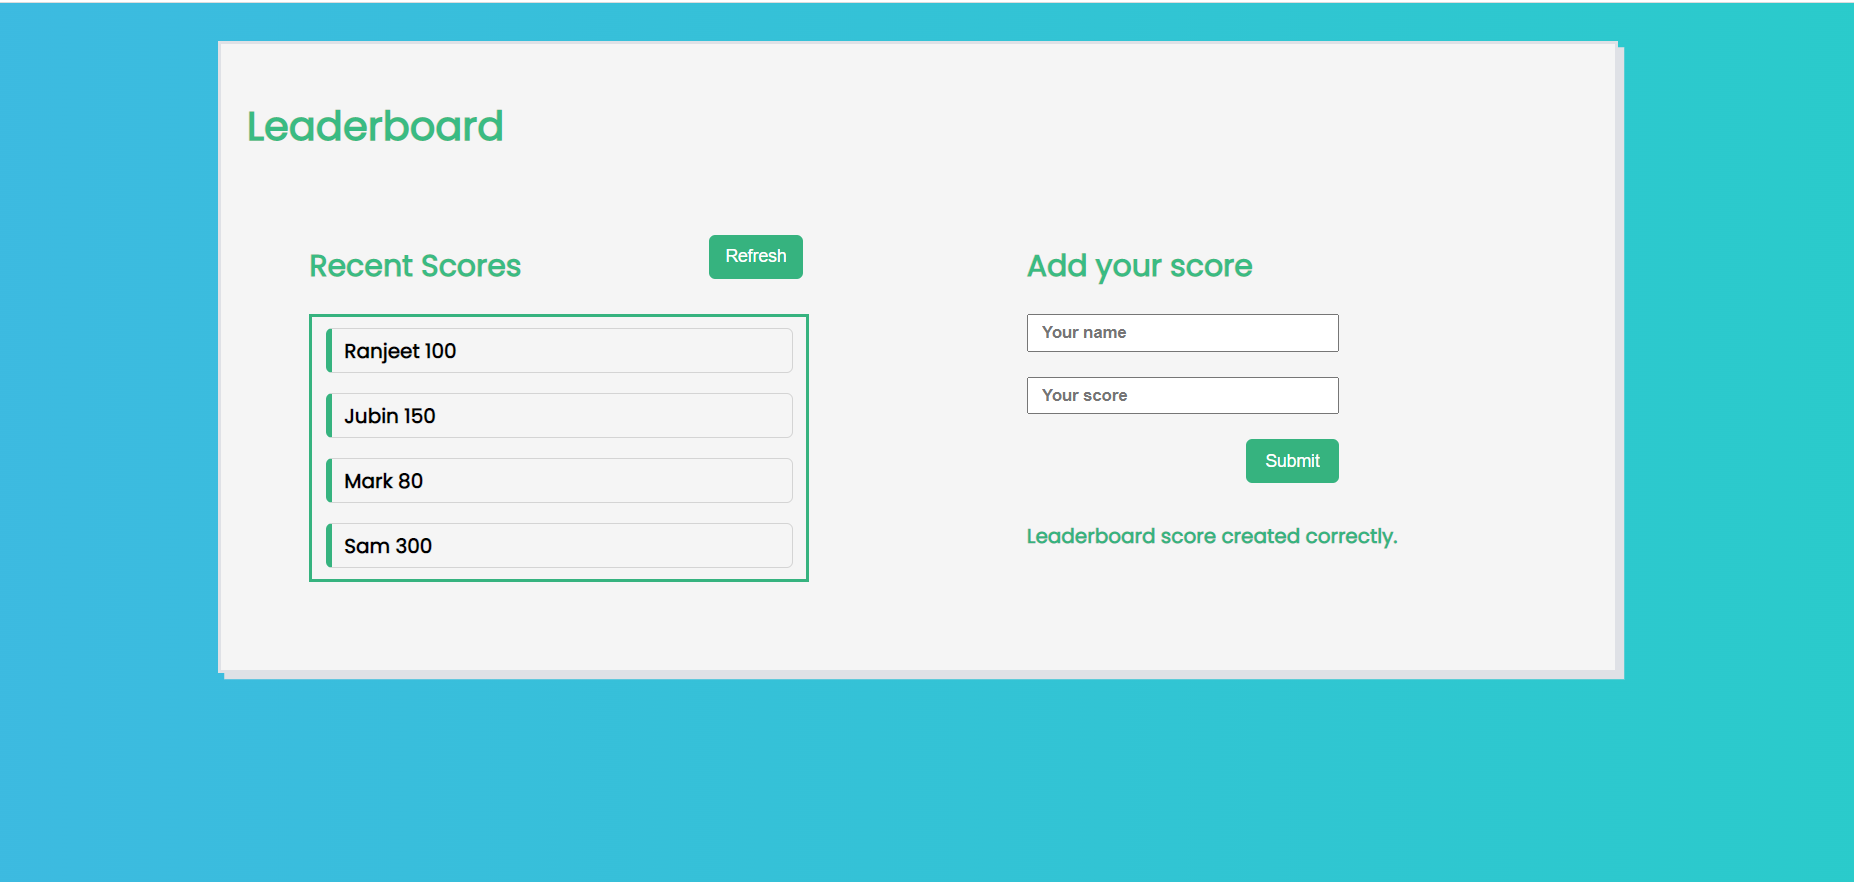 Leaderboard
Recent Scores
Refresh
Ranjeet 100
Jubin 150
Mark 80
Sam 300
Add your score
Your name
Your score
Submit
Leaderboard score created correctly.